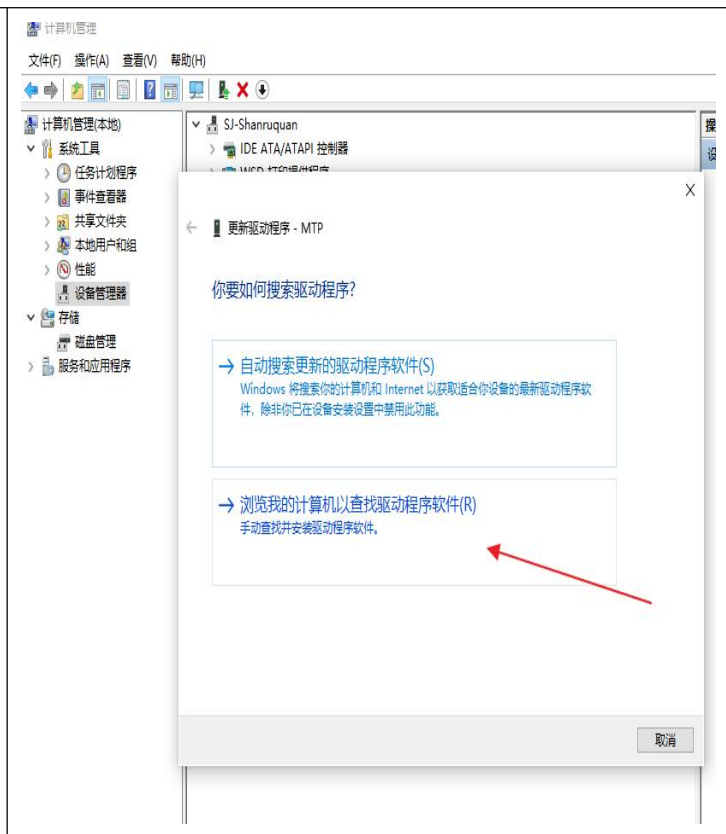 计算机管理
文件(F) 操作(A) 查看(V) 帮助(H)
计算机管理(本地)
系统工具
任务计划程序
事件查看器
共享文件夹
本地用户和组
性能
设备管理器
存储
磁盘管理
服务和应用程序
SJ-Shanruquan
IDE ATA/ATAPI 控制器
WSD 打印提供程序
操
设
X
更新驱动程序 - MTP
你要如何搜索驱动程序?
自动搜索更新的驱动程序软件(S)
Windows 将搜索你的计算机和 Internet 以获取适合你设备的最新驱动程序软
件，除非你已在设备安装设置中禁用此功能。
浏览我的计算机以查找驱动程序软件(R)
手动查找并安装驱动程序软件。
取消